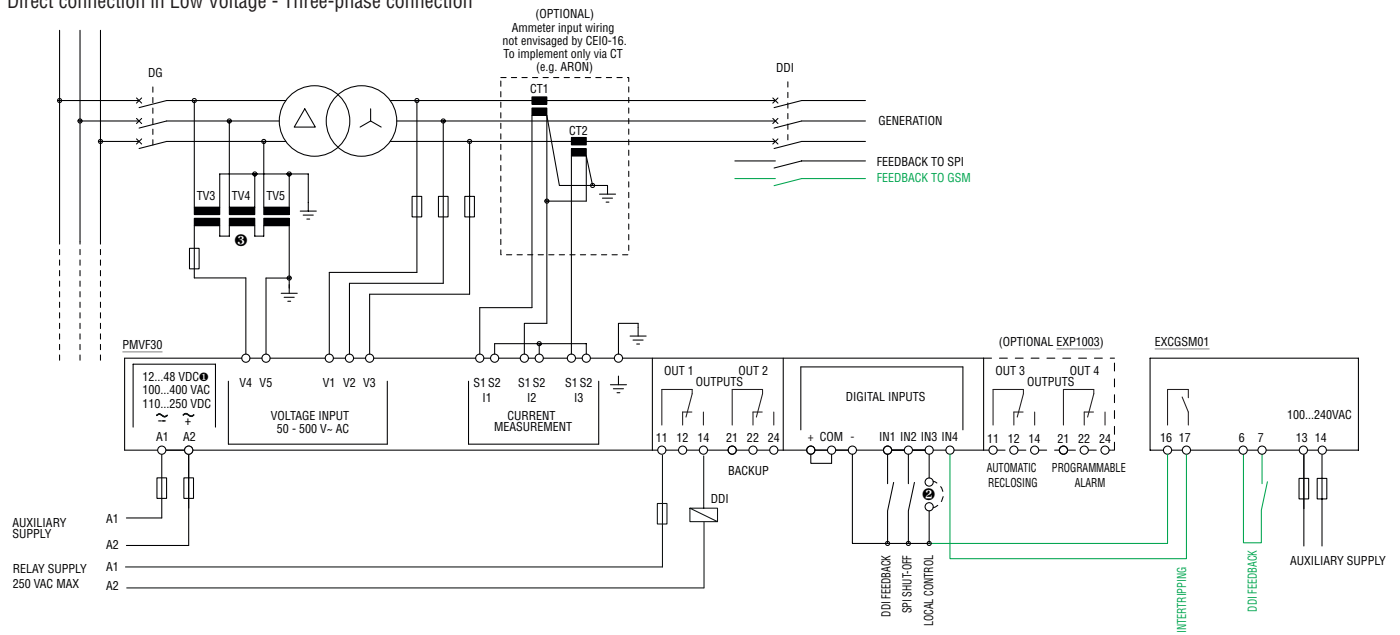 Direct connection in Low Voltage - Three-phase connection
(OPTIONAL)
Ammeter input wiring
not envisaged by CEI0-16.
To implement only via CT
(e.g. ARON)
DG
CT1
DDI
CT2
GENERATION
FEEDBACK TO SPI
FEEDBACK TO GSM
TV3 TV4 TV5
❸
PMVF30
(OPTIONAL EXP1003)
EXCGSM01
12...48 VDC❶
100...400 VAC
110...250 VDC
~ ~
- +
A1 A2
V4 V5 V1 V2 V3
VOLTAGE INPUT
50 - 500 V~ AC
S1 S2 S1 S2 S1 S2
I1 I2 I3
CURRENT
MEASUREMENT
OUT 1 OUT 2
OUTPUTS
11 12 14 21 22 24
BACKUP
DIGITAL INPUTS
+ COM - IN1 IN2 IN3 IN4
OUT 3 OUT 4
OUTPUTS
11 12 14 21 22 24
AUTOMATIC
RECLOSING
PROGRAMMABLE
ALARM
100...240VAC
16 17 6 7 13 14
DDI
❷
AUXILIARY
SUPPLY
A1
A2
RELAY SUPPLY
250 VAC MAX
A1
A2
DDI FEEDBACK
SPI SHUT-OFF
LOCAL CONTROL
INTERTRIPPING
DDI FEEDBACK
AUXILIARY SUPPLY